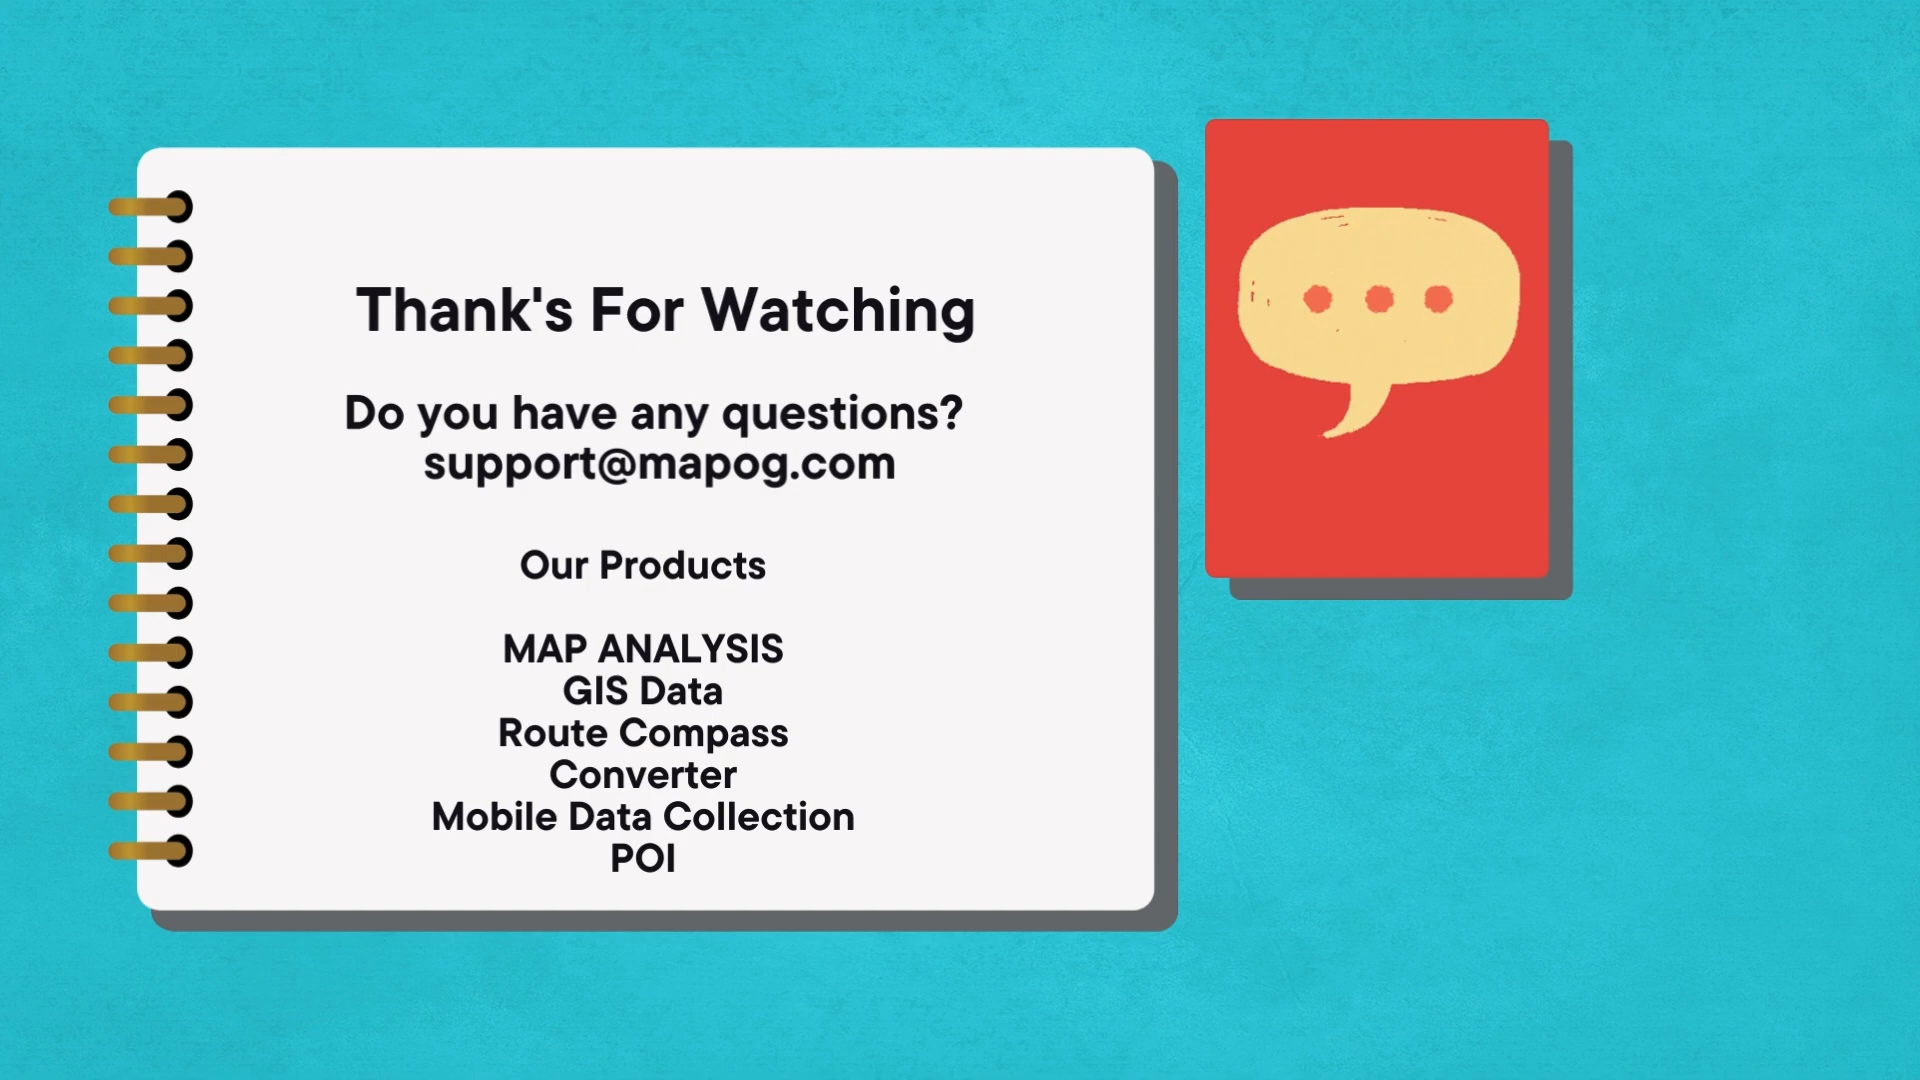 Thank's For Watching
Do you have any questions?
support@mapog.com
Our Products
MAP ANALYSIS
GIS Data
Route Compass
Converter
Mobile Data Collection
POI